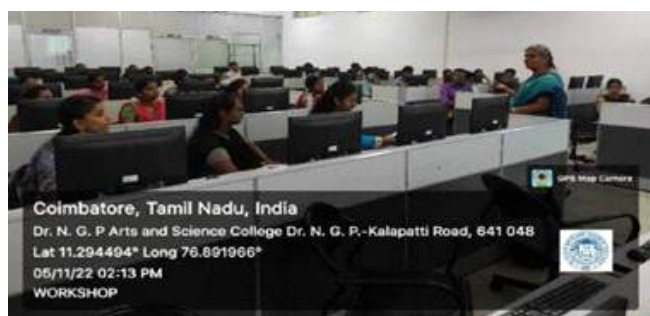 GPS Map Camera
Coimbatore, Tamil Nadu, India
Dr. N. G. P Arts and Science College Dr. N. G. P.-Kalapatti Road, 641 048
Lat 11.294494° Long 76.891966°
05/11/22 02:13 PM
WORKSHOP